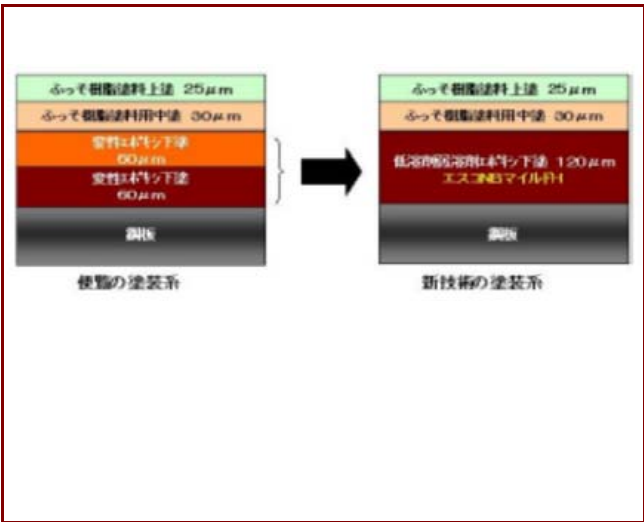 ふっそ樹脂塗料上塗 25μm
ふっそ樹脂塗料用中塗 30μm
変性エポキシ下塗
60μm
変性エポキシ下塗
60μm
鋼板
便覧の塗装系
ふっそ樹脂塗料上塗 25μm
ふっそ樹脂塗料用中塗 30μm
低溶剤弱溶剤エポキシ下塗 120μm
エスコNBマイルドH
鋼板
新技術の塗装系